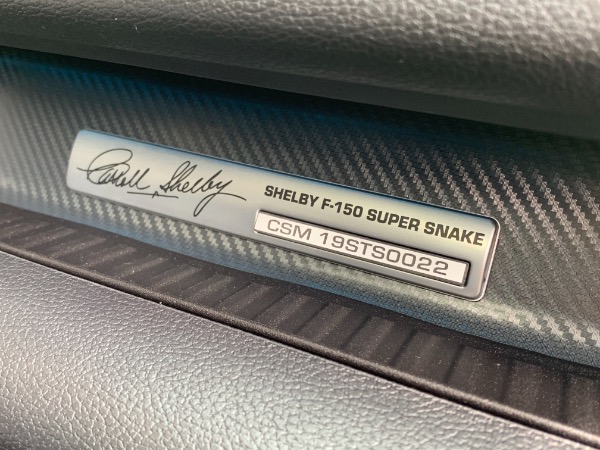 Carroll Shelby
SHELBY F-150 SUPER SNAKE
CSM 19STS0022